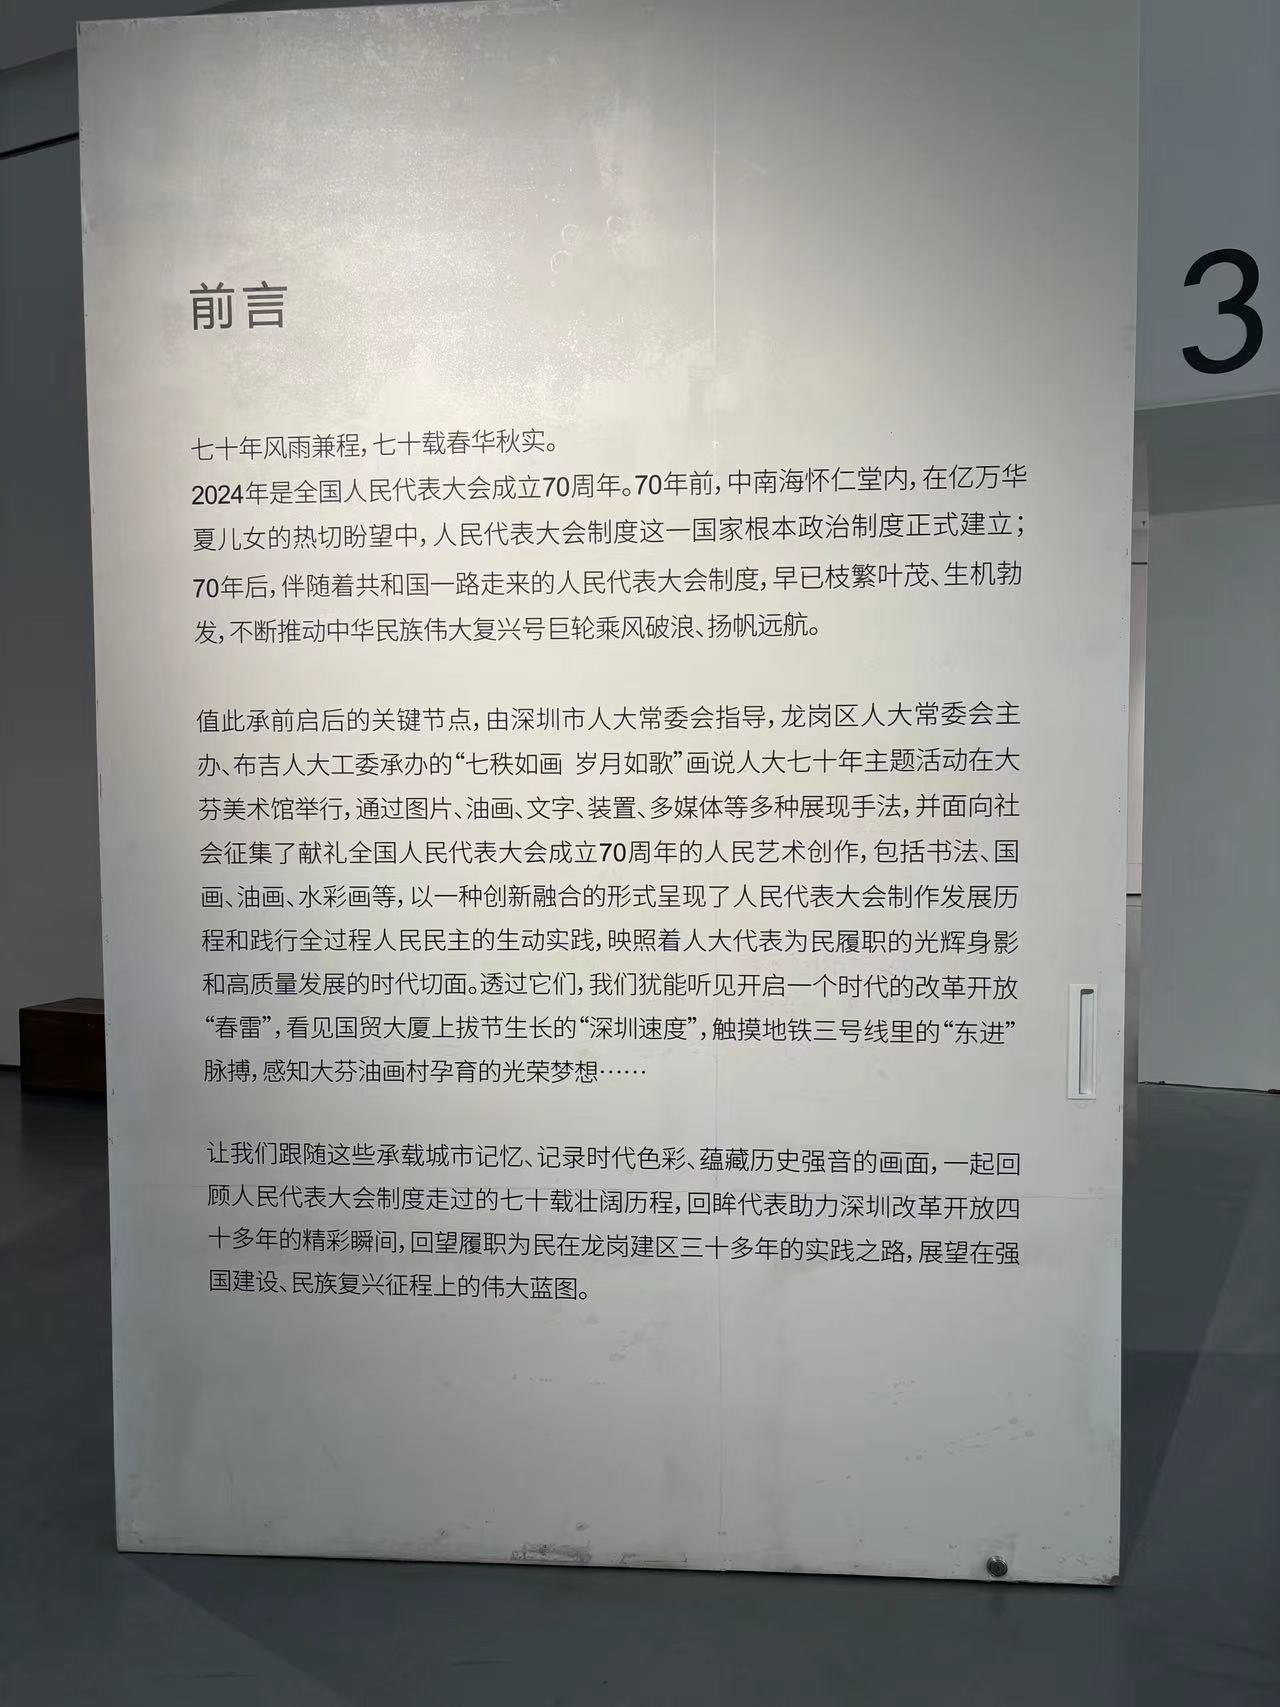 前言
七十年风雨兼程，七十载春华秋实。
2024年是全国人民代表大会成立70周年。70年前，中南海怀仁堂内，在亿万华
夏儿女的热切盼望中，人民代表大会制度这一国家根本政治制度正式建立；
70年后，伴随着共和国一路走来的人民代表大会制度，早已枝繁叶茂、生机勃
发，不断推动中华民族伟大复兴号巨轮乘风破浪、扬帆远航。
值此承前启后的关键节点，由深圳市人大常委会指导，龙岗区人大常委会主
办、布吉人大工委承办的“七秩如画 岁月如歌”画说人大七十年主题活动在大
芬美术馆举行，通过图片、油画、文字、装置、多媒体等多种展现手法，并面向社
会征集了献礼全国人民代表大会成立70周年的人民艺术创作，包括书法、国
画、油画、水彩画等，以一种创新融合的形式呈现了人民代表大会制作发展历
程和践行全过程人民民主的生动实践，映照着人大代表为民履职的光辉身影
和高质量发展的时代切面。透过它们，我们犹能听见开启一个时代的改革开放
“春雷”，看见国贸大厦上拔节生长的“深圳速度”，触摸地铁三号线里的“东进”
脉搏，感知大芬油画村孕育的光荣梦想……
让我们跟随这些承载城市记忆、记录时代色彩、蕴藏历史强音的画面，一起回
顾人民代表大会制度走过的七十载壮阔历程，回眸代表助力深圳改革开放四
十多年的精彩瞬间，回望履职为民在龙岗建区三十多年的实践之路，展望在强
国建设、民族复兴征程上的伟大蓝图。
3